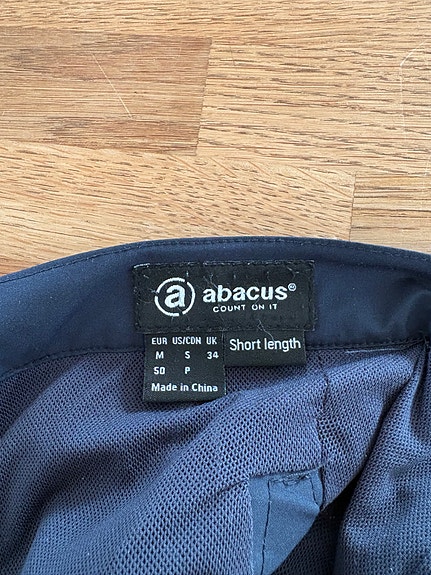 a abacus®
COUNT ON IT
EUR US/CDN UK
M S 34
50 P
Made in China
Short length